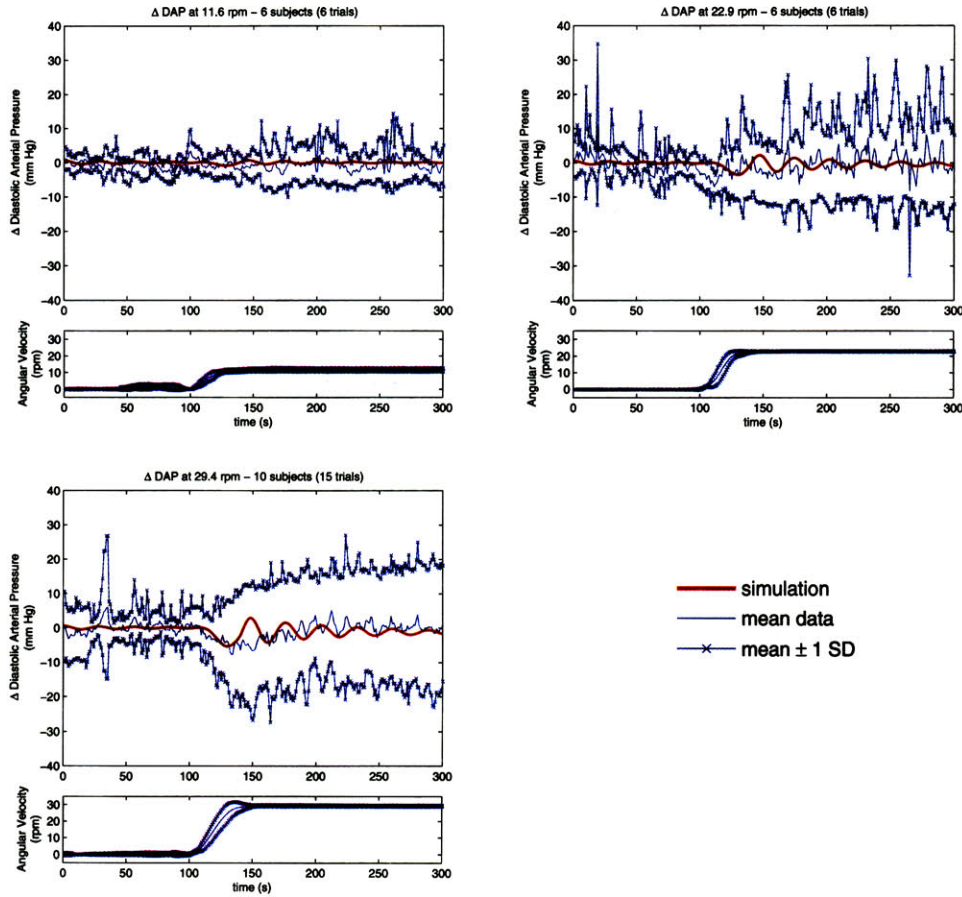 Δ DAP at 11.6 rpm – 6 subjects (6 trials)
40
30
20
10
0
−10
−20
−30
−40
Δ Diastolic Arterial Pressure
(mm Hg)
0 50 100 150 200 250 300
30
20
10
0
Angular Velocity
(rpm)
0 50 100 150 200 250 300
time (s)
Δ DAP at 22.9 rpm – 6 subjects (6 trials)
40
30
20
10
0
−10
−20
−30
−40
Δ Diastolic Arterial Pressure
(mm Hg)
0 50 100 150 200 250 300
30
20
10
0
Angular Velocity
(rpm)
0 50 100 150 200 250 300
time (s)
Δ DAP at 29.4 rpm – 10 subjects (15 trials)
40
30
20
10
0
−10
−20
−30
−40
Δ Diastolic Arterial Pressure
(mm Hg)
0 50 100 150 200 250 300
30
20
10
0
Angular Velocity
(rpm)
0 50 100 150 200 250 300
time (s)
simulation
mean data
mean ± 1 SD